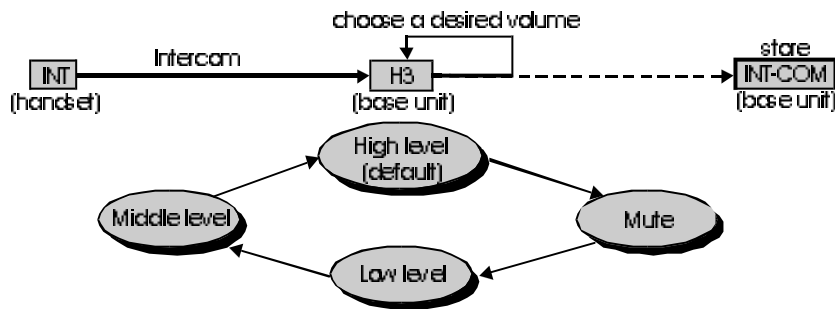 choose a desired volume
Intercom
store
INT
H3
INT-COM
(handset)
(base unit)
(base unit)
High level
(default)
Middle level
Mute
Low level